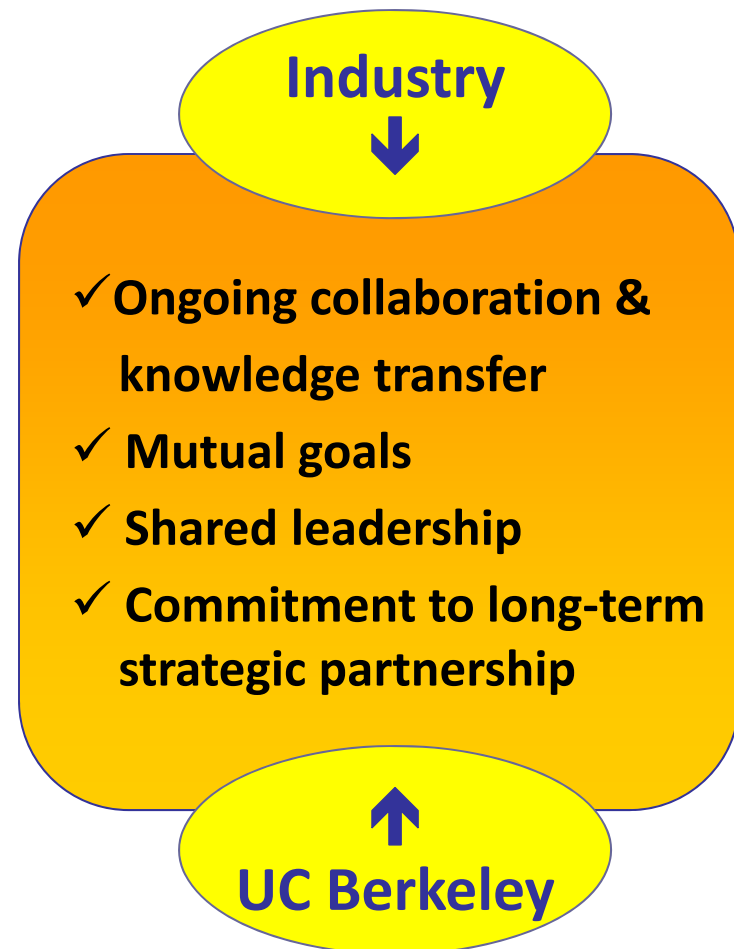 Industry
↓
✓Ongoing collaboration &
knowledge transfer
✓ Mutual goals
✓ Shared leadership
✓ Commitment to long-term
strategic partnership
↑
UC Berkeley